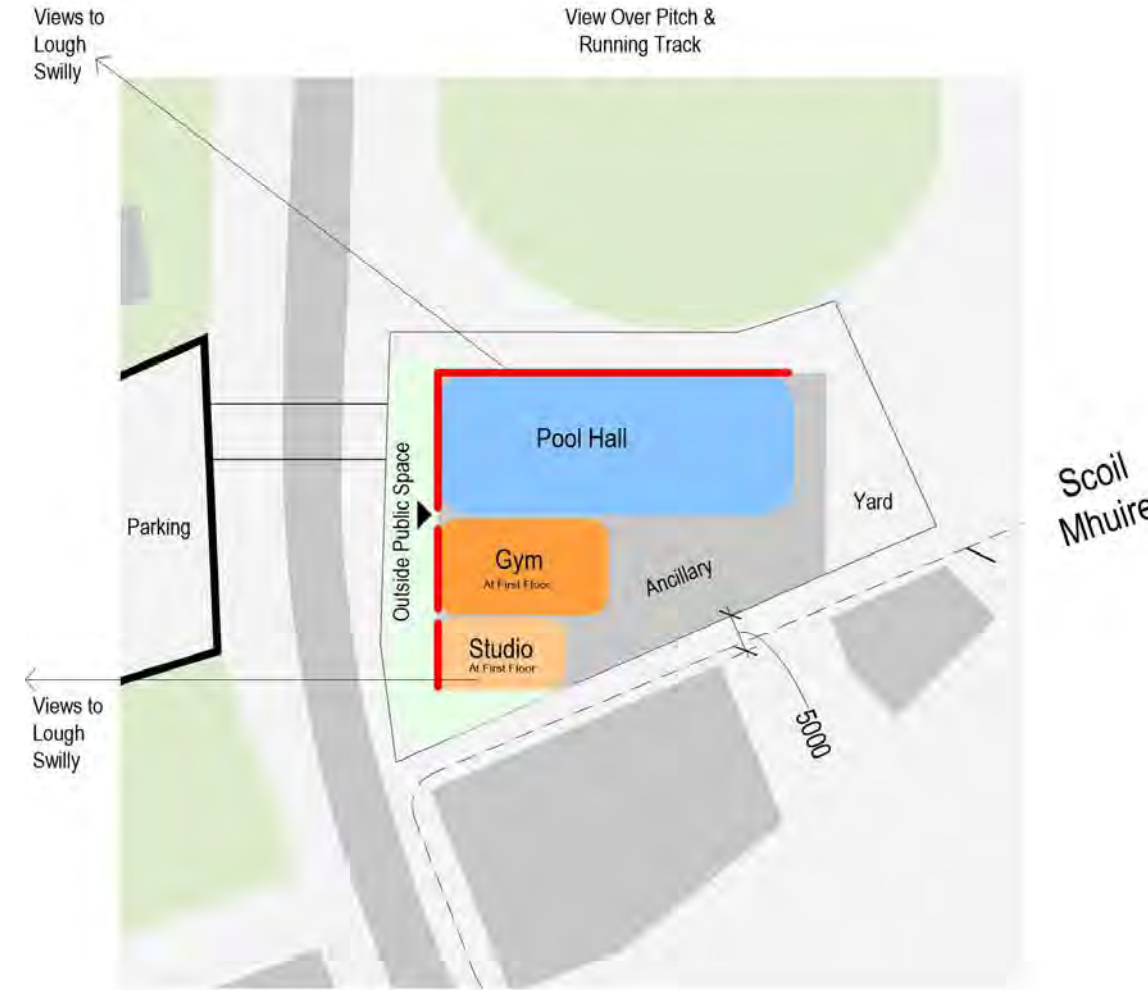 Views to
Lough
Swilly
View Over Pitch &
Running Track
Pool Hall
Outside Public Space
Parking
Yard
Scoil
Mhuire
Gym
At First Floor
Ancillary
Studio
At First Floor
Views to
Lough
Swilly
5000